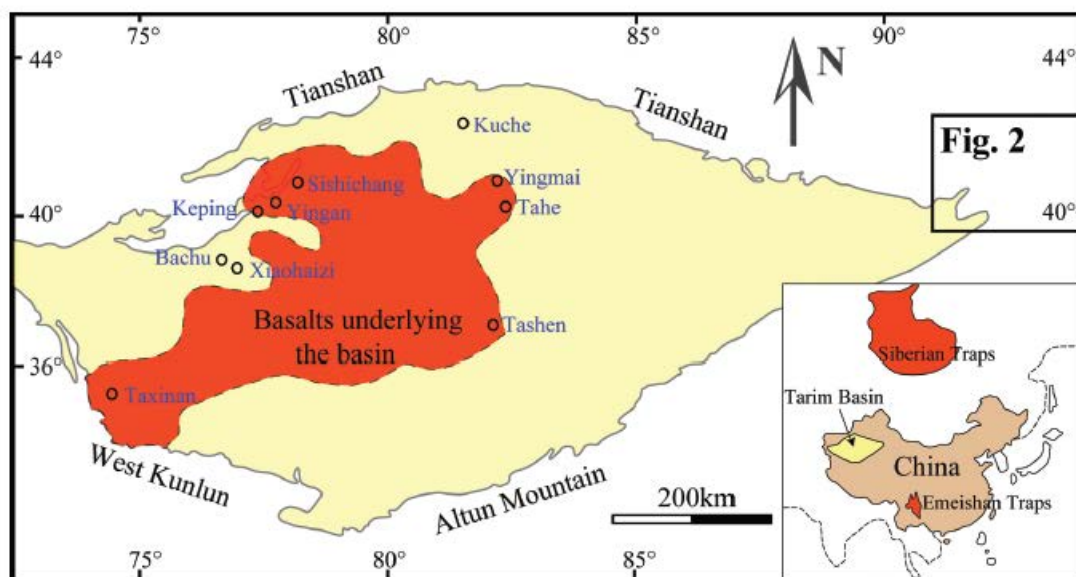 75° 80° 85° 90°
44° 44°
Tianshan Tianshan N
Kuche
Fig. 2
Sishichang Yingmai
Keping Yingan Tahe
40° 40°
Bachu Xiaohaizi
Basalts underlying
the basin
Tashen
36°
Taxinan
West Kunlun
Altun Mountain
200km
75° 80° 85°
Siberian Traps
Tarim Basin
China
Emeishan Traps